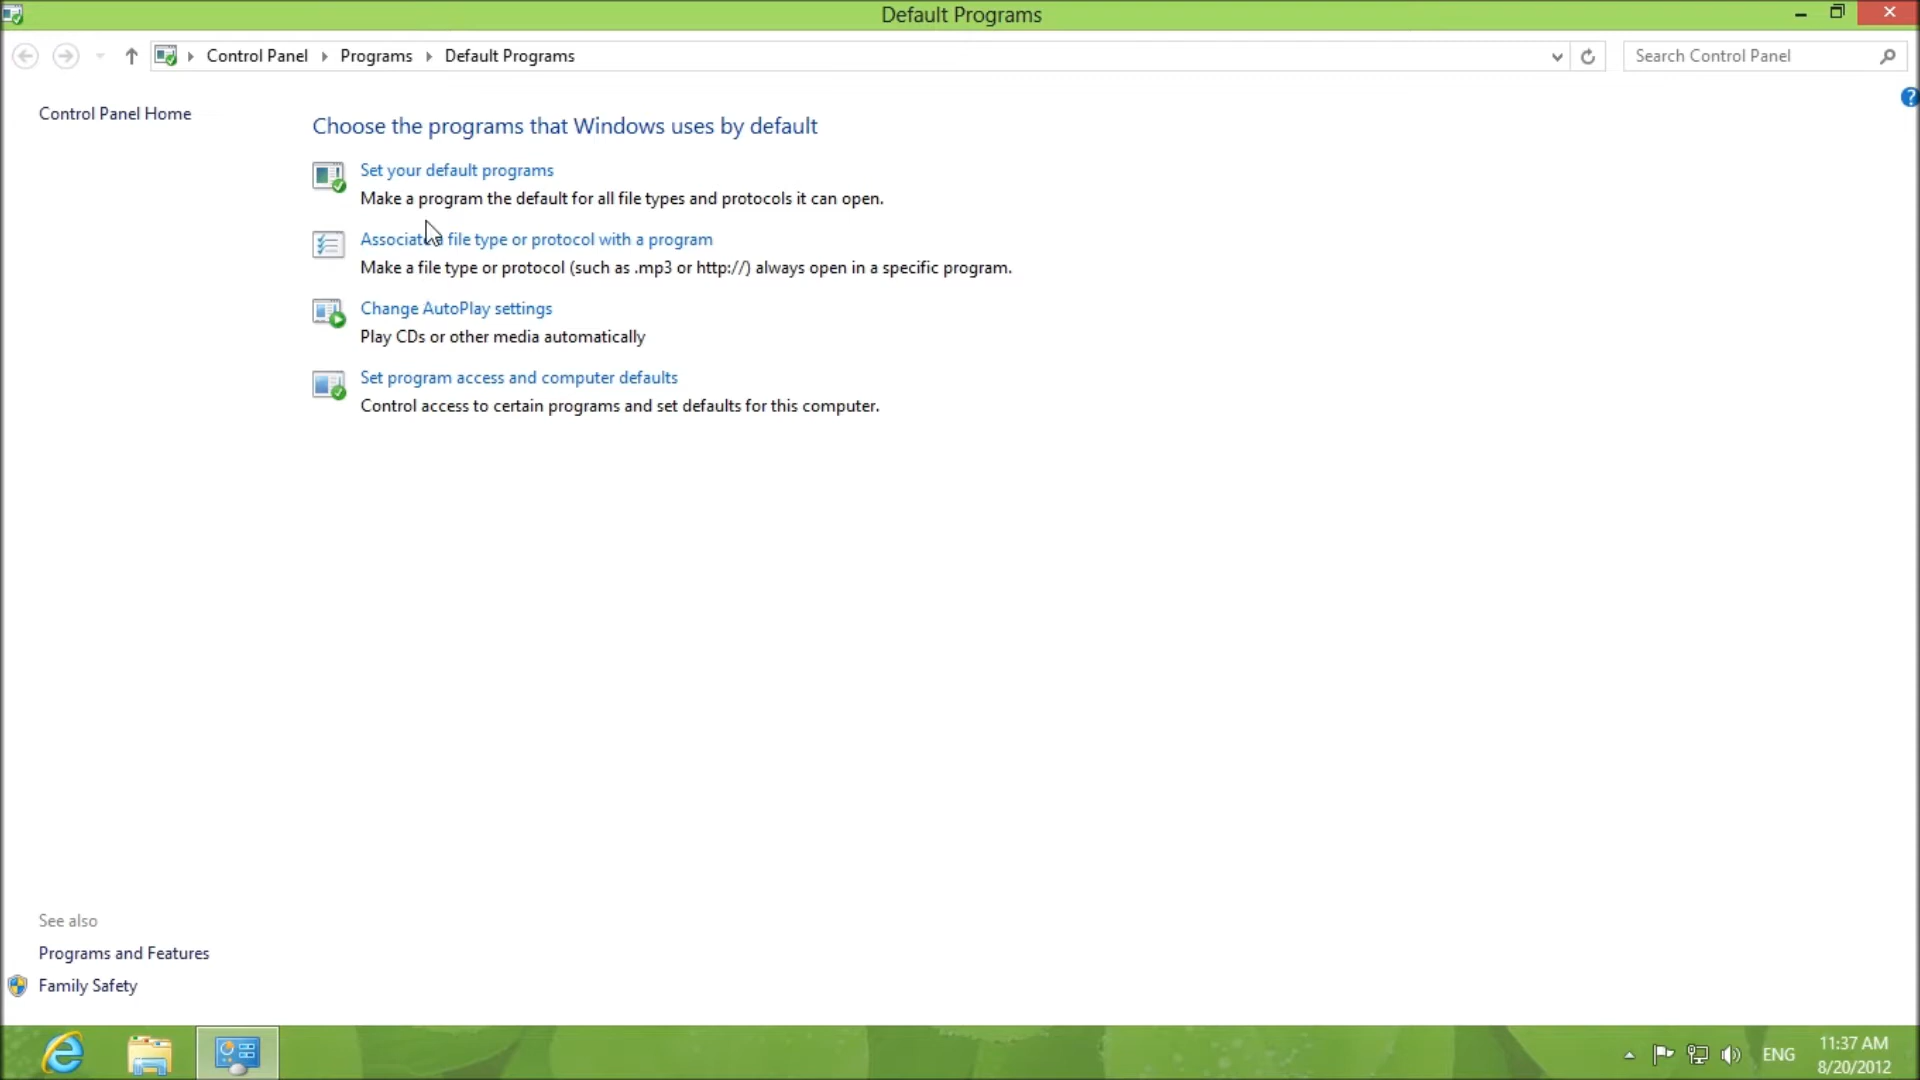 Default Programs
Control Panel
Programs
Default Programs
Search Control Panel
?
Control Panel Home
Choose the programs that Windows uses by default
Set your default programs
Make a program the default for all file types and protocols it can open.
Associate a file type or protocol with a program
Make a file type or protocol (such as .mp3 or http://) always open in a specific program.
Change AutoPlay settings
Play CDs or other media automatically
Set program access and computer defaults
Control access to certain programs and set defaults for this computer.
See also
Programs and Features
Family Safety
ENG
11:37 AM
8/20/2012